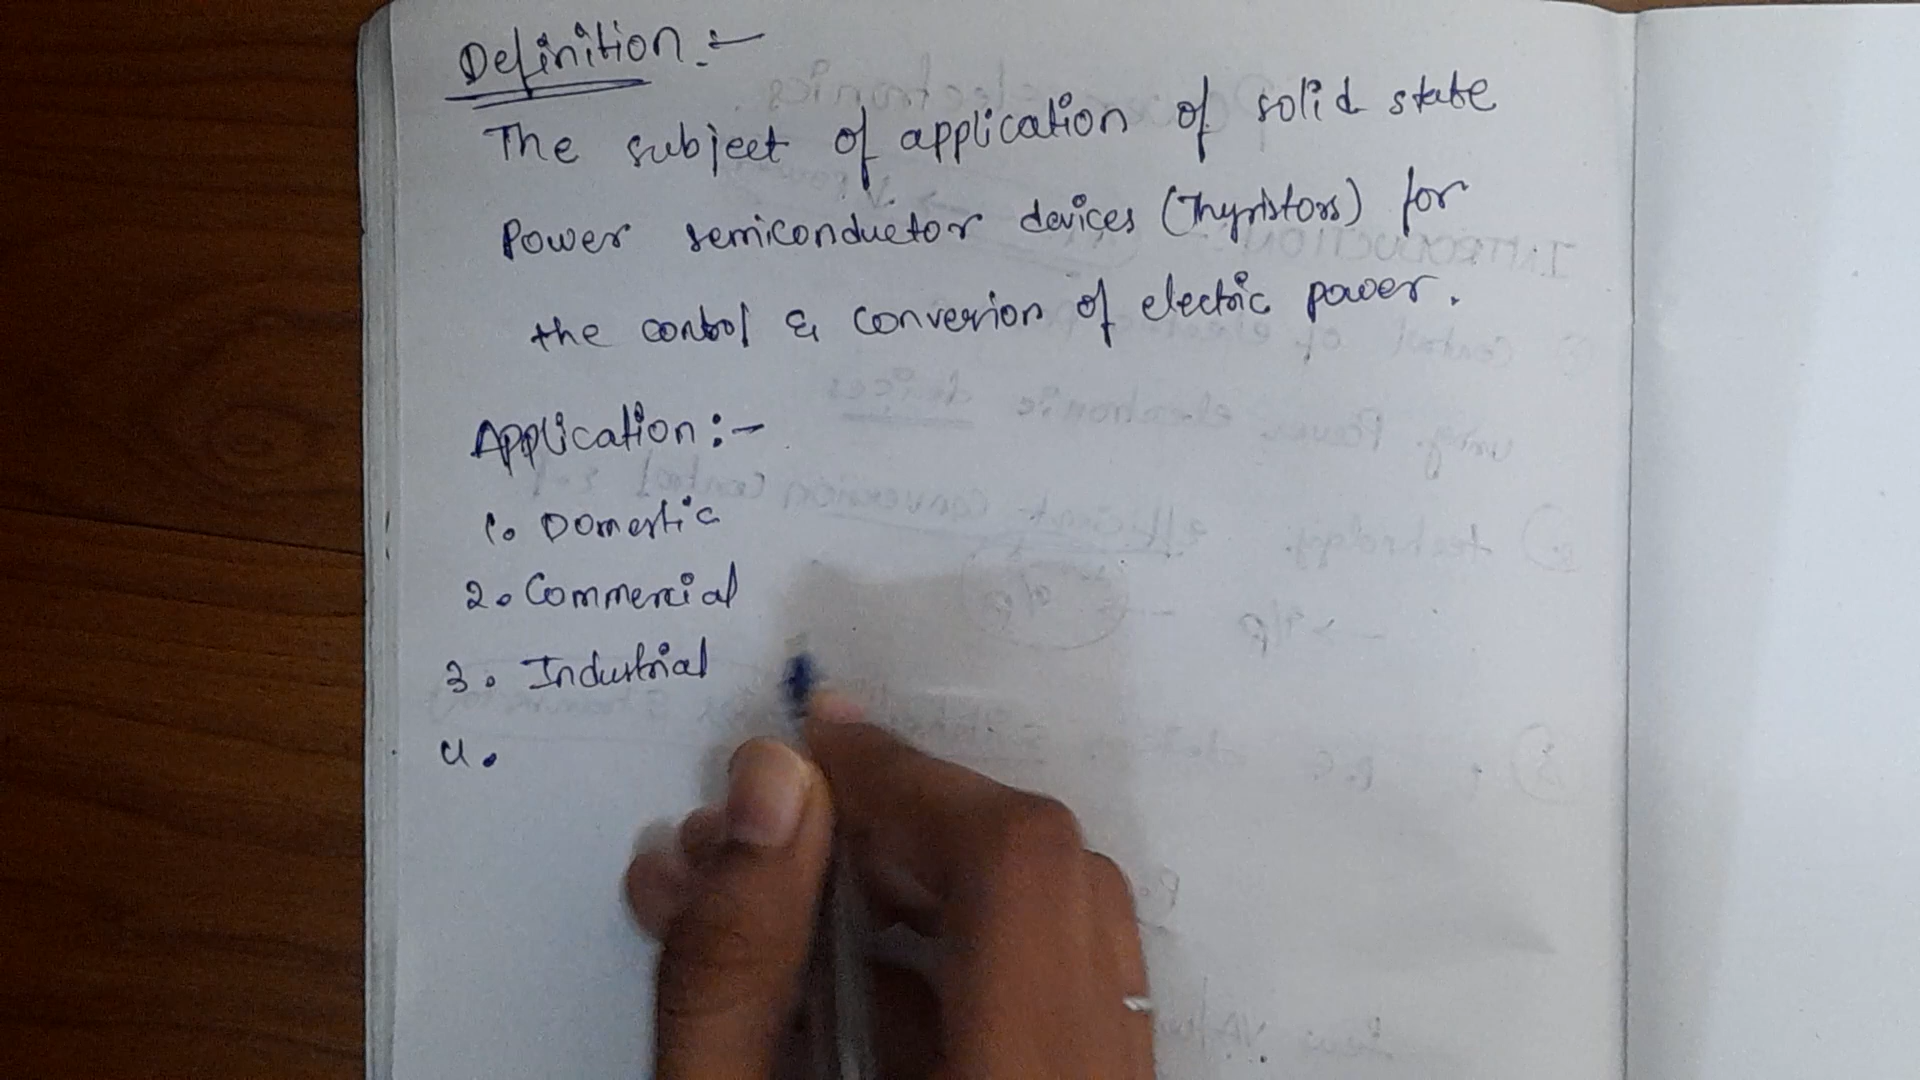 Definition :-
The subject of application of solid state
Power semiconductor devices (Thyristors) for
the control & conversion of electric power.
Application :-
1. Domestic
2. Commercial
3. Industrial
4.